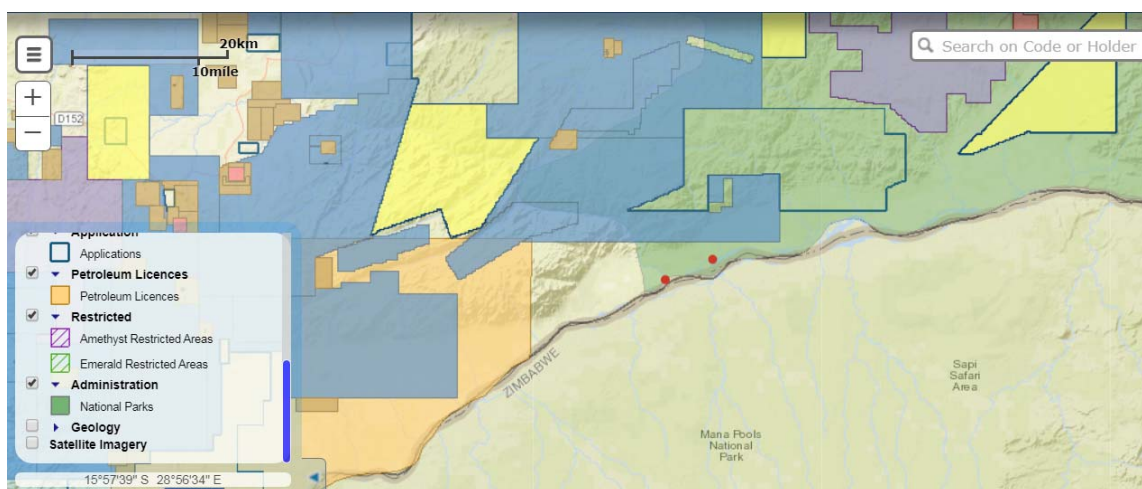 20km
10mile
Search on Code or Holder
+
−
D152
Application
Applications
Petroleum Licences
Petroleum Licences
Restricted
Amethyst Restricted Areas
Emerald Restricted Areas
Administration
National Parks
Geology
Satellite Imagery
15°57'39" S 28°56'34" E
ZIMBABWE
Mana Pools
National
Park
Sapi
Safari
Area